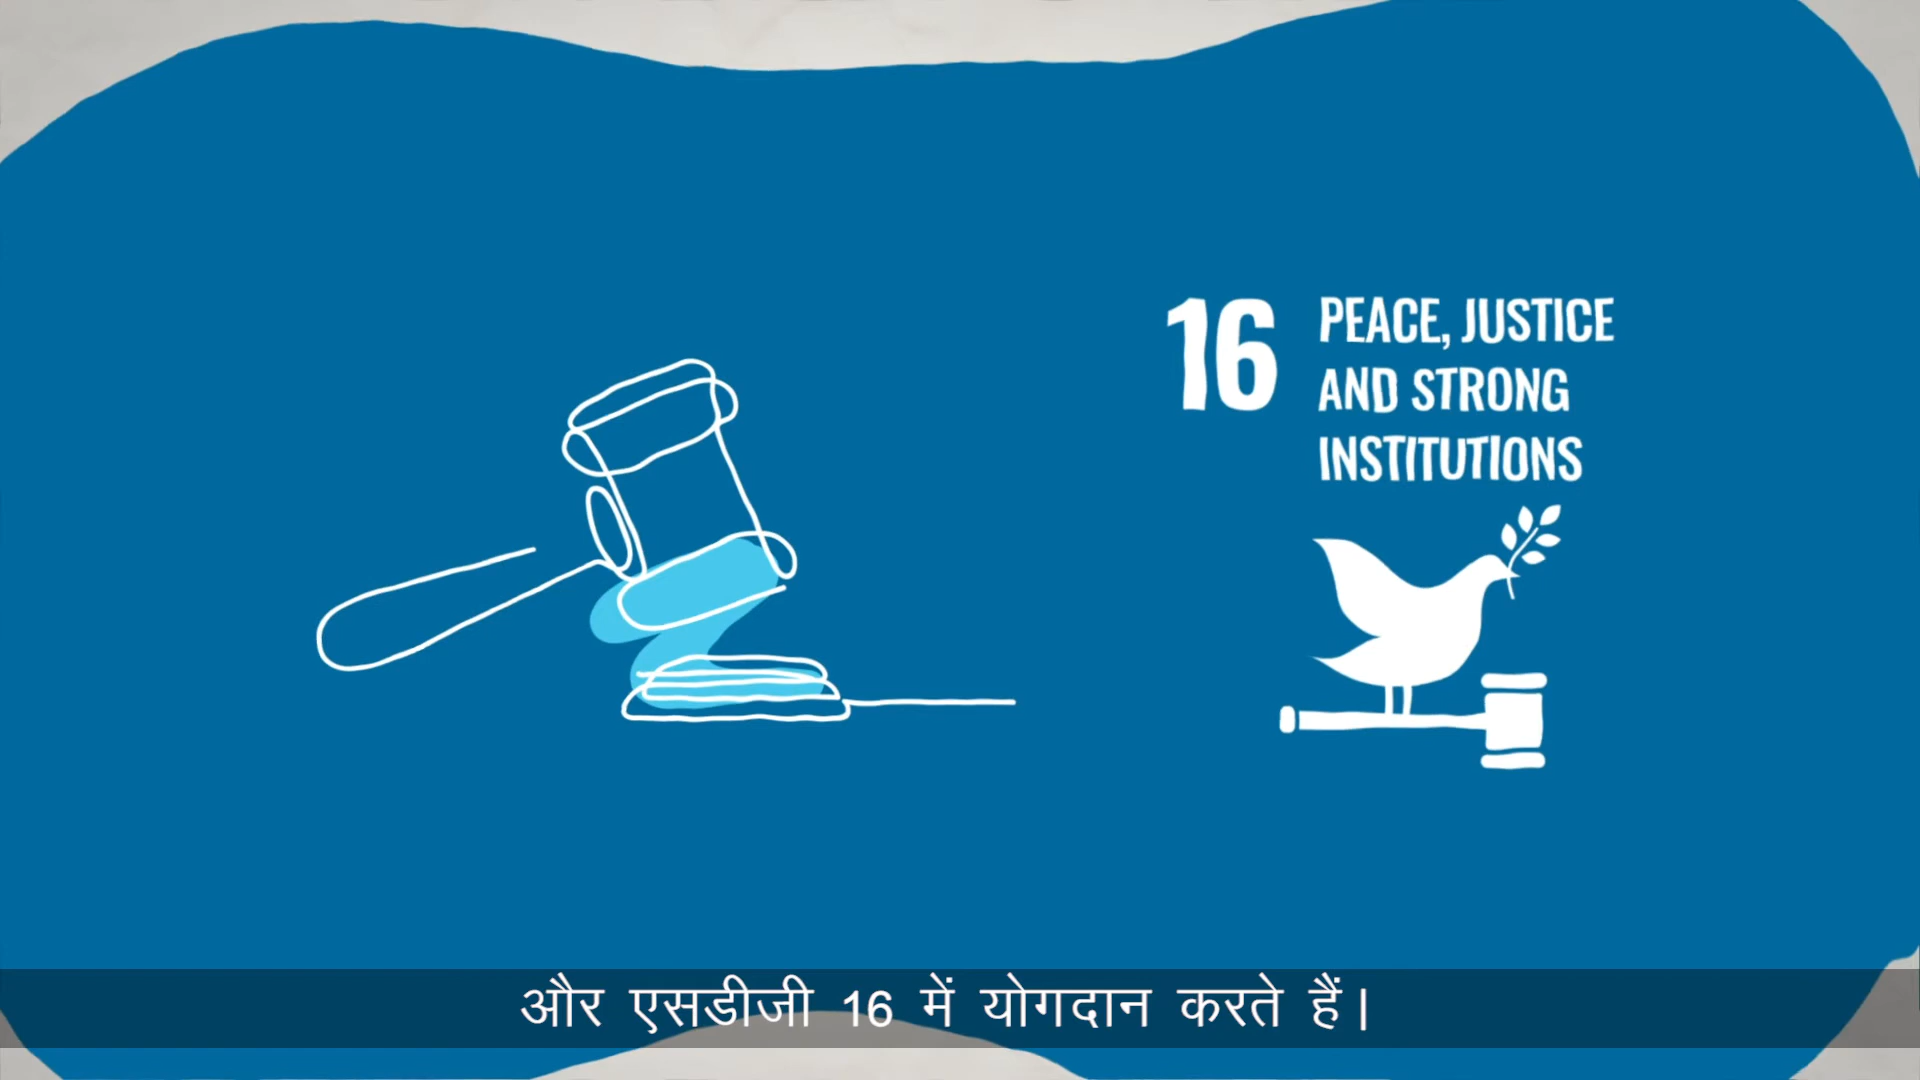 16
PEACE, JUSTICE
AND STRONG
INSTITUTIONS
और एसडीजी 16 में योगदान करते हैं।